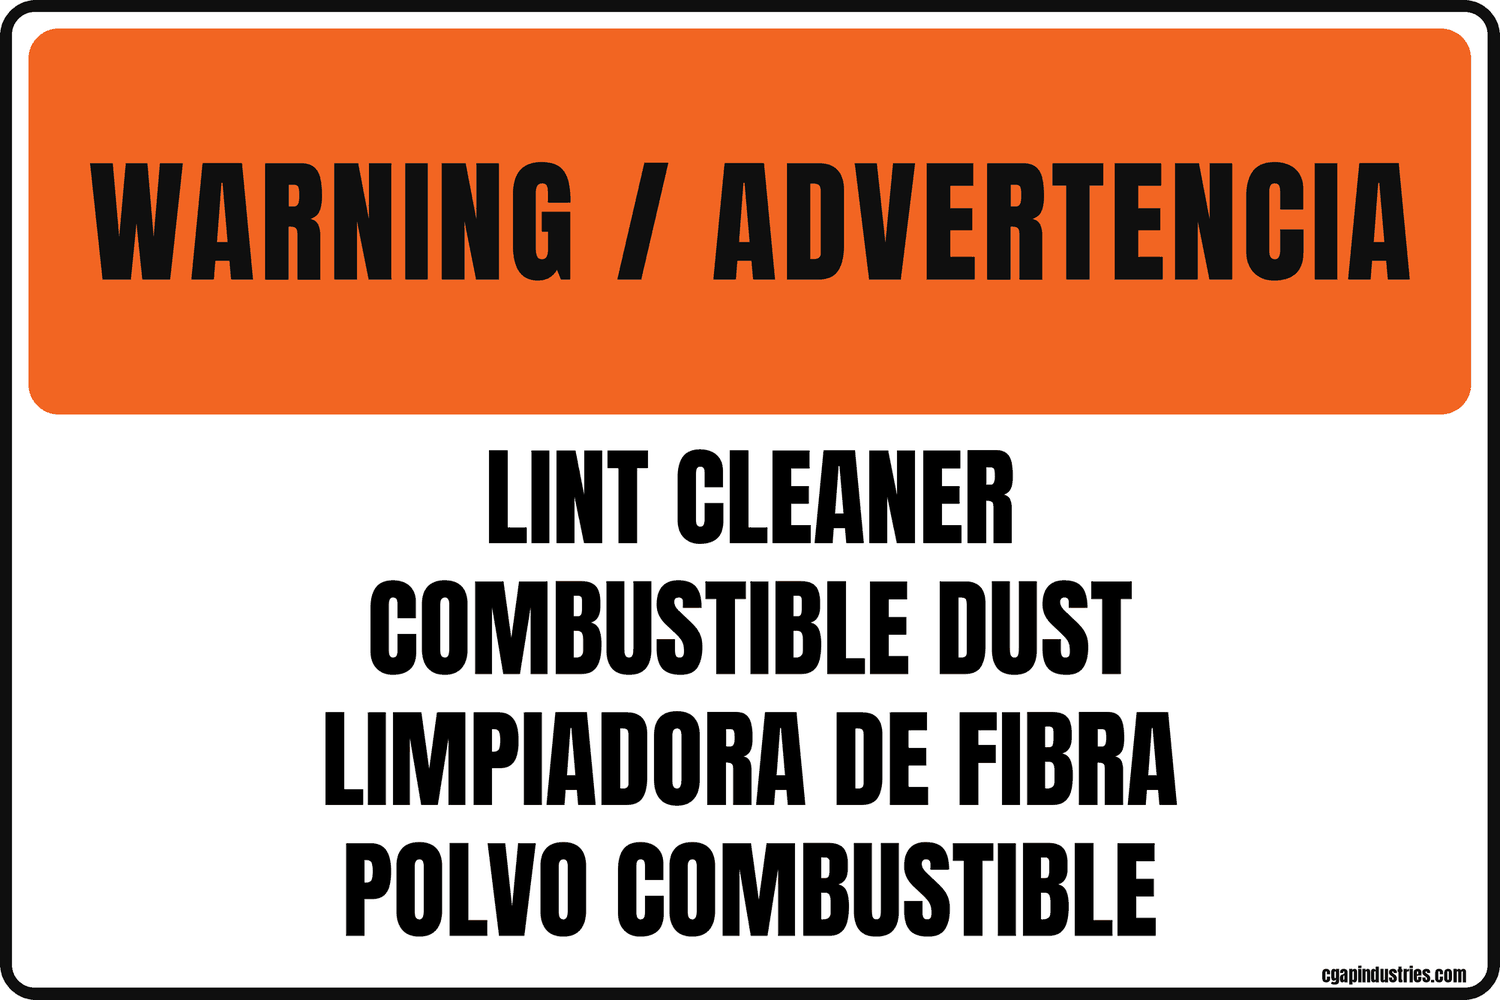 WARNING / ADVERTENCIA
LINT CLEANER
COMBUSTIBLE DUST
LIMPIADORA DE FIBRA
POLVO COMBUSTIBLE
cgapindustries.com